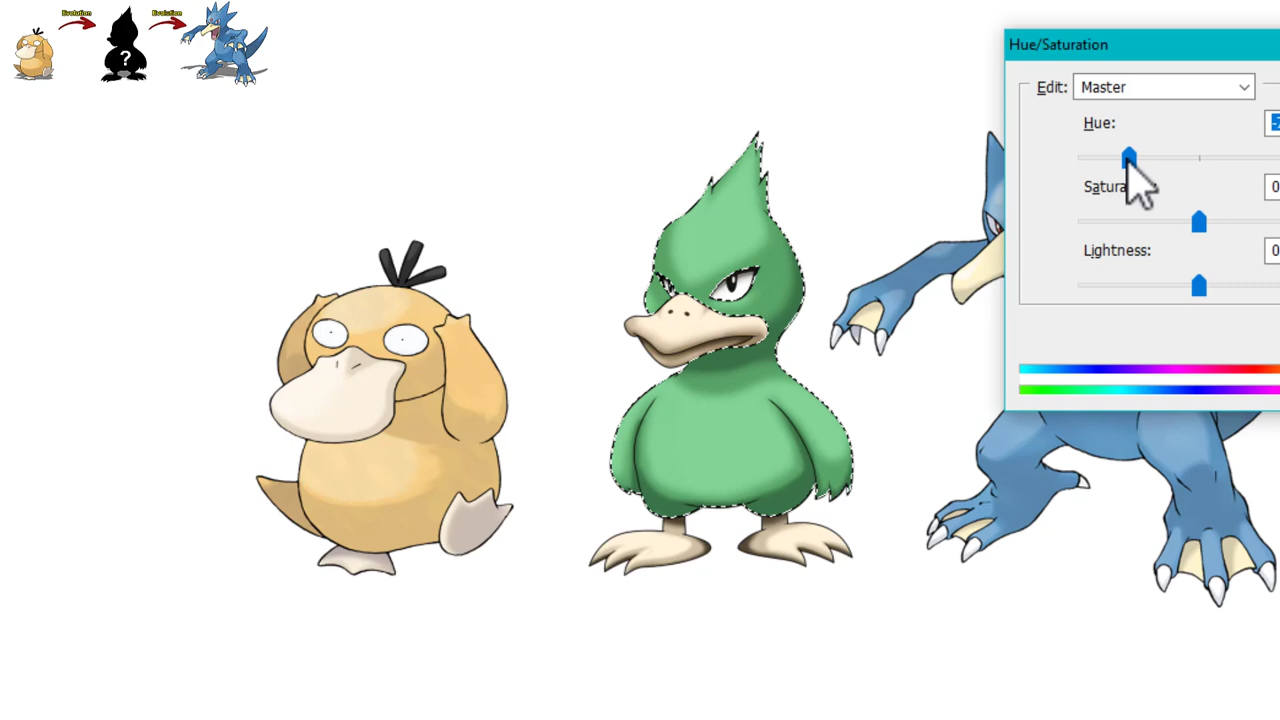 Evolution
Evolution
?
Hue/Saturation
Edit: Master
Hue:
Satura
0
Lightness:
0